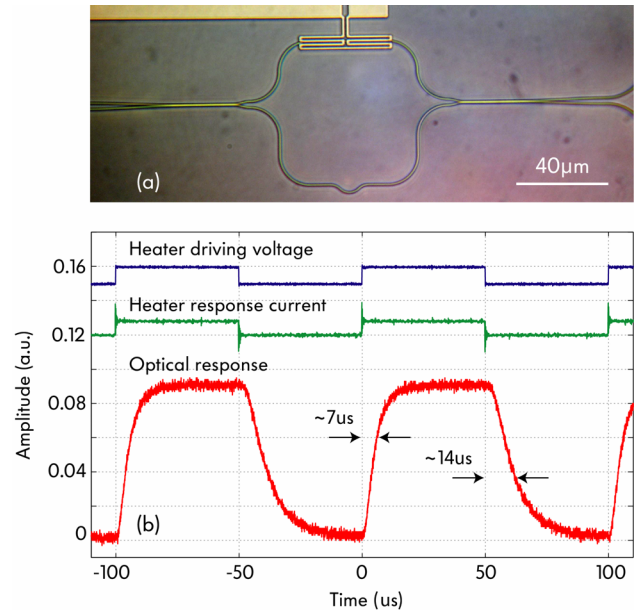 (a)
40μm
Heater driving voltage
Heater response current
Optical response
~7us
~14us
(b)
Amplitude (a.u.)
0.16
0.12
0.08
0.04
0
-100
-50
0
50
100
Time (us)